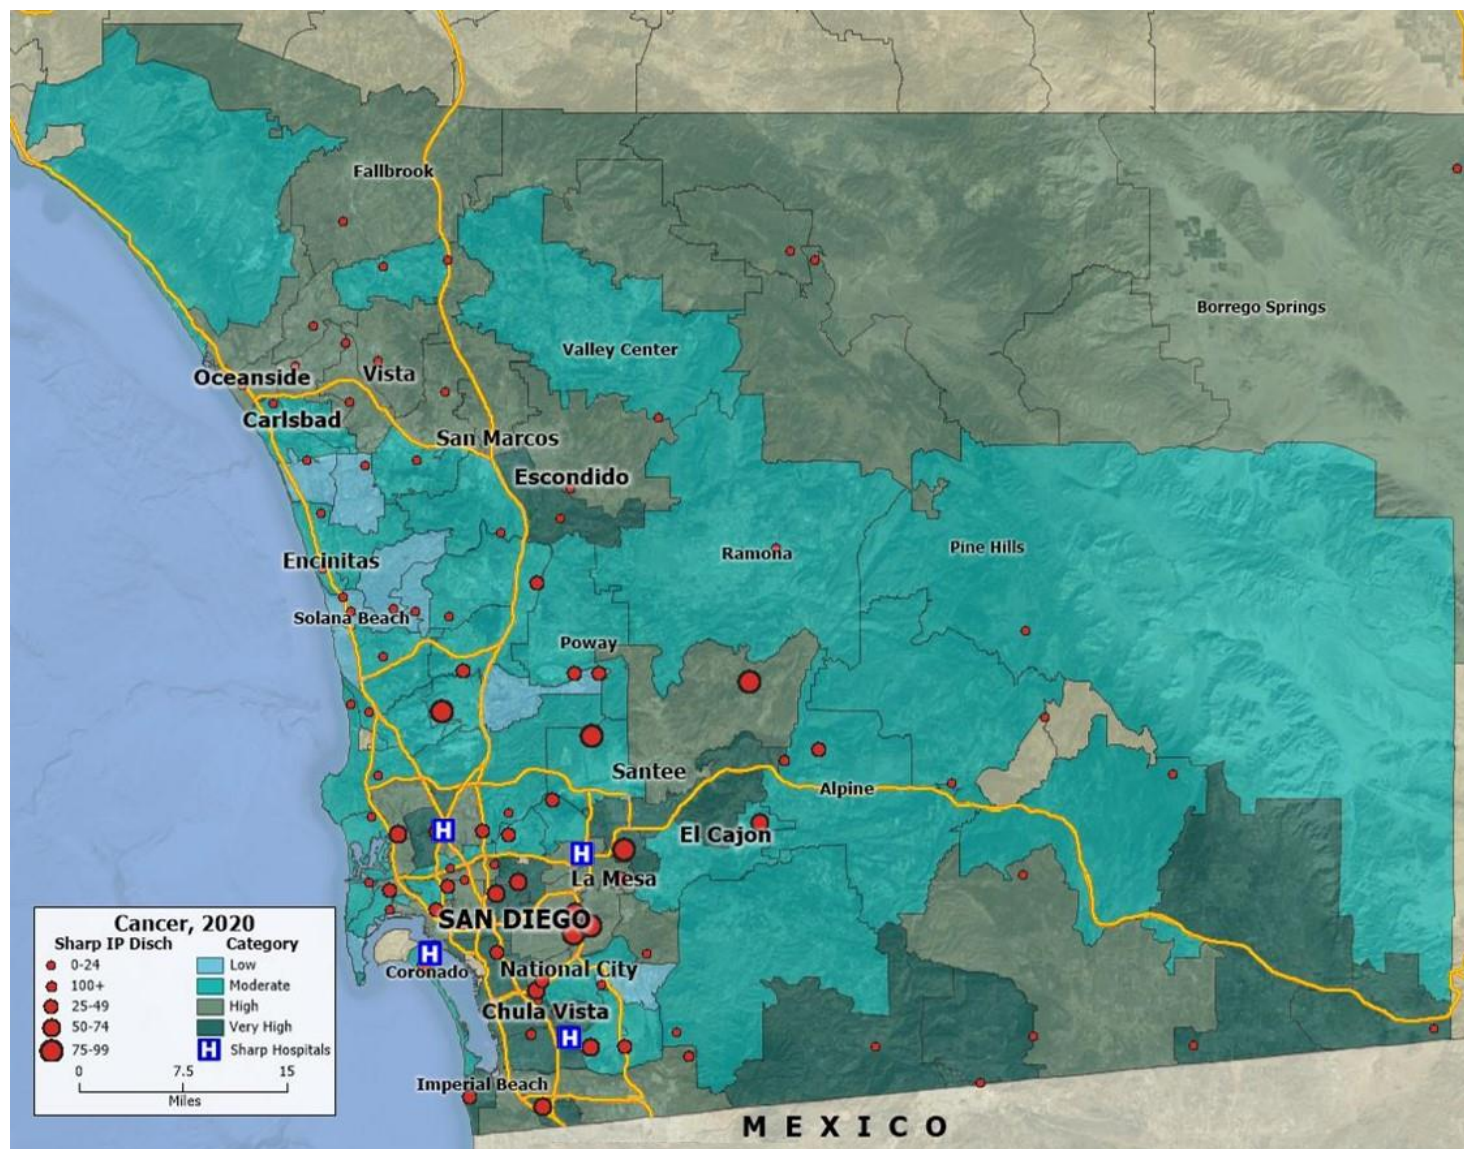 Fallbrook
Borrego Springs
Valley Center
Oceanside
Vista
Carlsbad
San Marcos
Escondido
Encinitas
Ramona
Pine Hills
Solana Beach
Poway
Santee
Alpine
El Cajon
La Mesa
SAN DIEGO
Coronado
National City
Chula Vista
Imperial Beach
MEXICO
Cancer, 2020
Sharp IP Disch
Category
0-24
Low
100+
Moderate
25-49
High
50-74
Very High
75-99
H
Sharp Hospitals
0
7.5
15
Miles
H
H
H
H